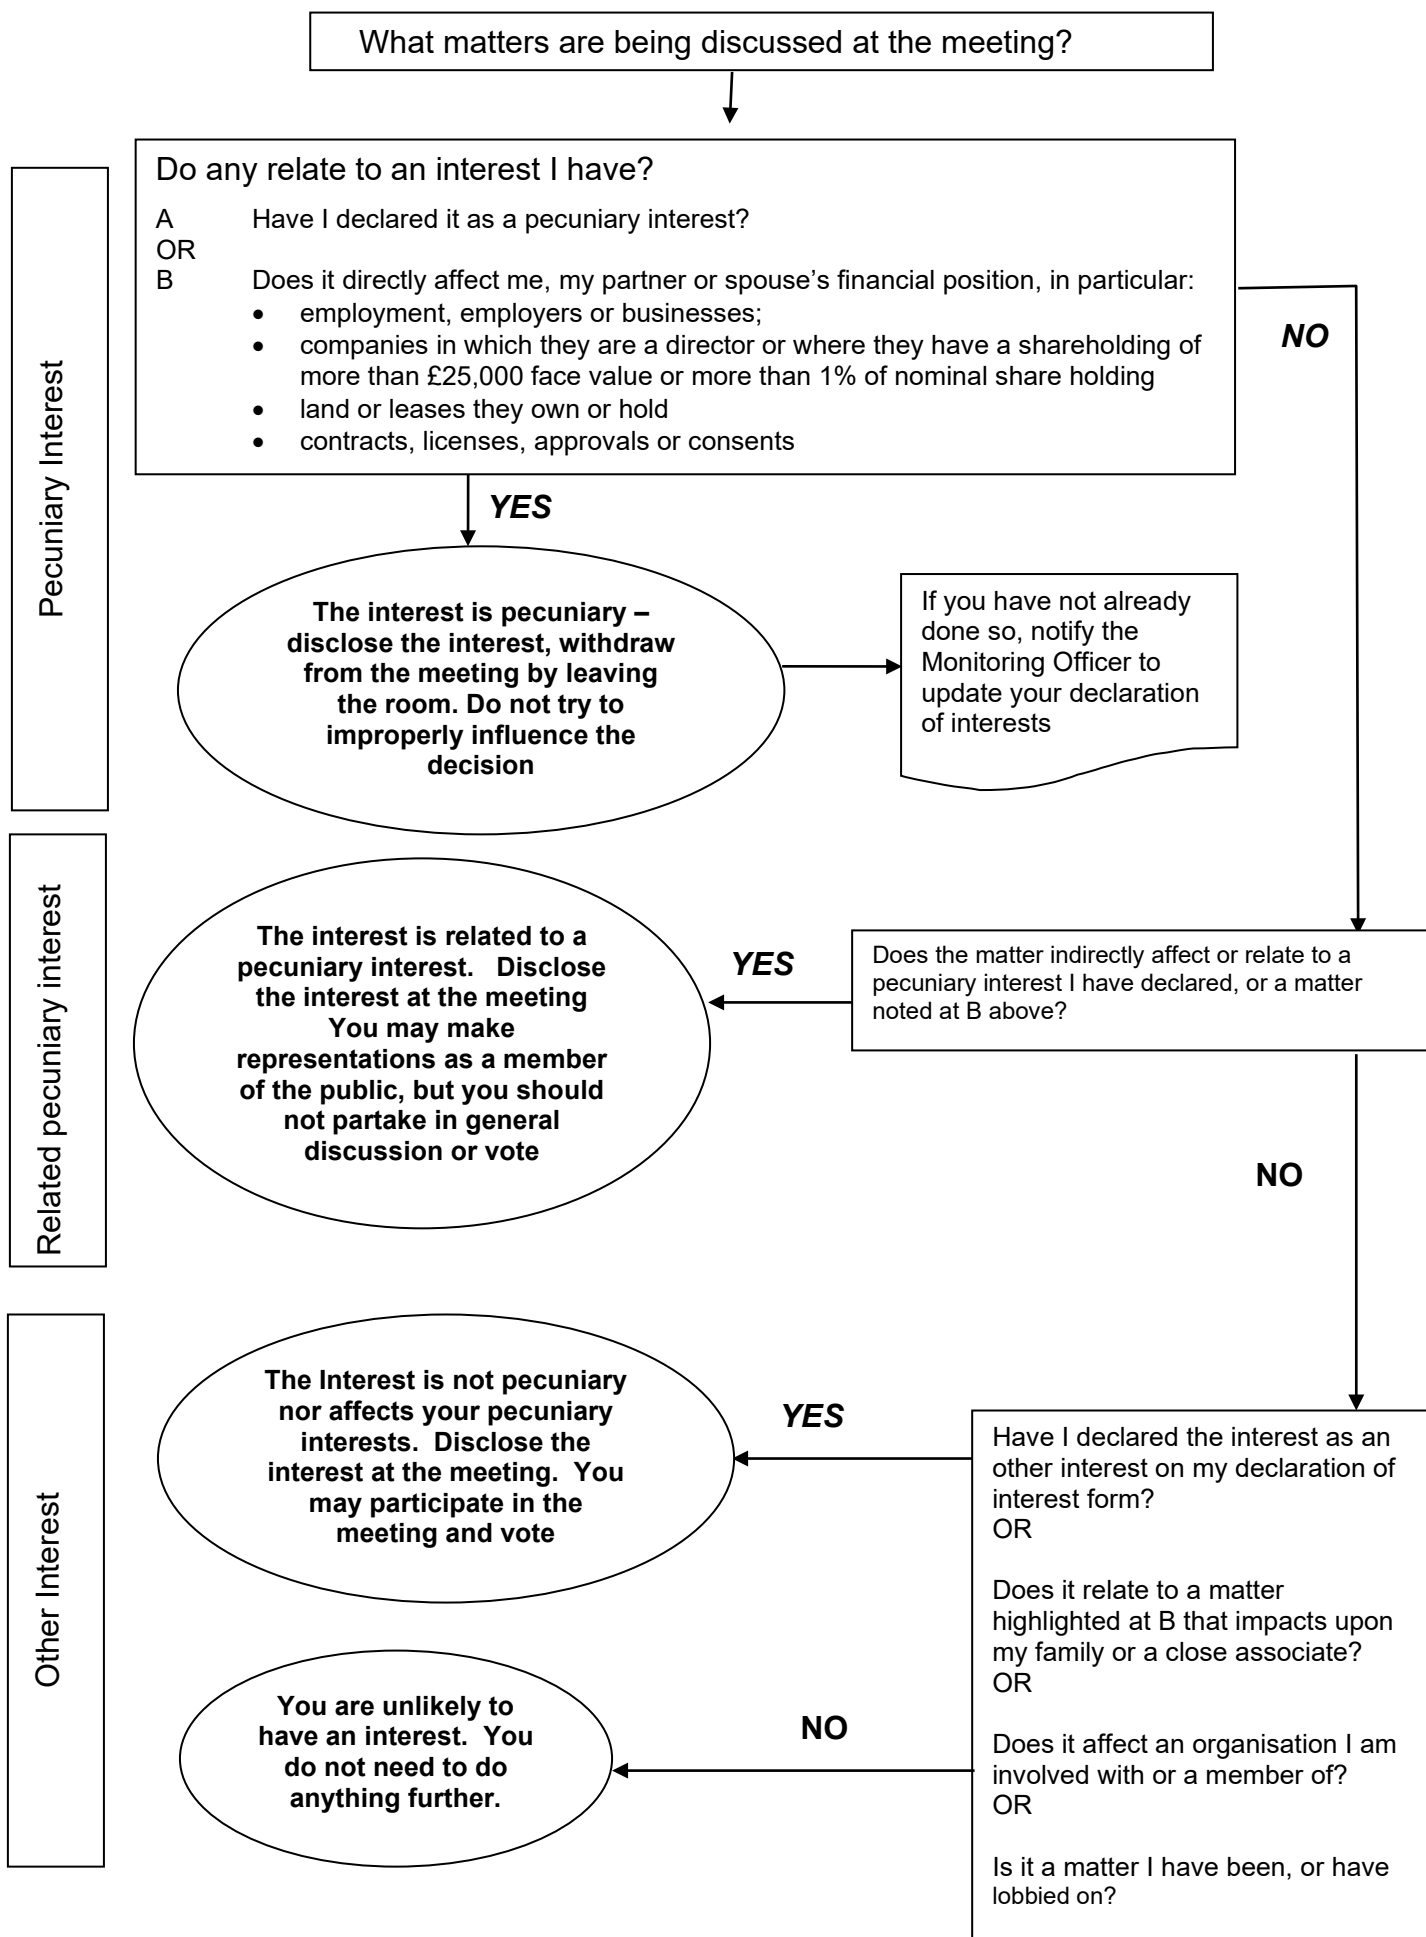 What matters are being discussed at the meeting?
Pecuniary Interest
Do any relate to an interest I have?
A Have I declared it as a pecuniary interest?
OR
B Does it directly affect me, my partner or spouse’s financial position, in particular:
• employment, employers or businesses;
• companies in which they are a director or where they have a shareholding of
more than £25,000 face value or more than 1% of nominal share holding
• land or leases they own or hold
• contracts, licenses, approvals or consents
NO
YES
The interest is pecuniary –
disclose the interest, withdraw
from the meeting by leaving
the room. Do not try to
improperly influence the
decision
If you have not already
done so, notify the
Monitoring Officer to
update your declaration
of interests
Related pecuniary interest
Does the matter indirectly affect or relate to a
pecuniary interest I have declared, or a matter
noted at B above?
YES
The interest is related to a
pecuniary interest. Disclose
the interest at the meeting
You may make
representations as a member
of the public, but you should
not partake in general
discussion or vote
NO
Other Interest
Have I declared the interest as an
other interest on my declaration of
interest form?
OR
Does it relate to a matter
highlighted at B that impacts upon
my family or a close associate?
OR
Does it affect an organisation I am
involved with or a member of?
OR
Is it a matter I have been, or have
lobbied on?
YES
The Interest is not pecuniary
nor affects your pecuniary
interests. Disclose the
interest at the meeting. You
may participate in the
meeting and vote
NO
You are unlikely to
have an interest. You
do not need to do
anything further.